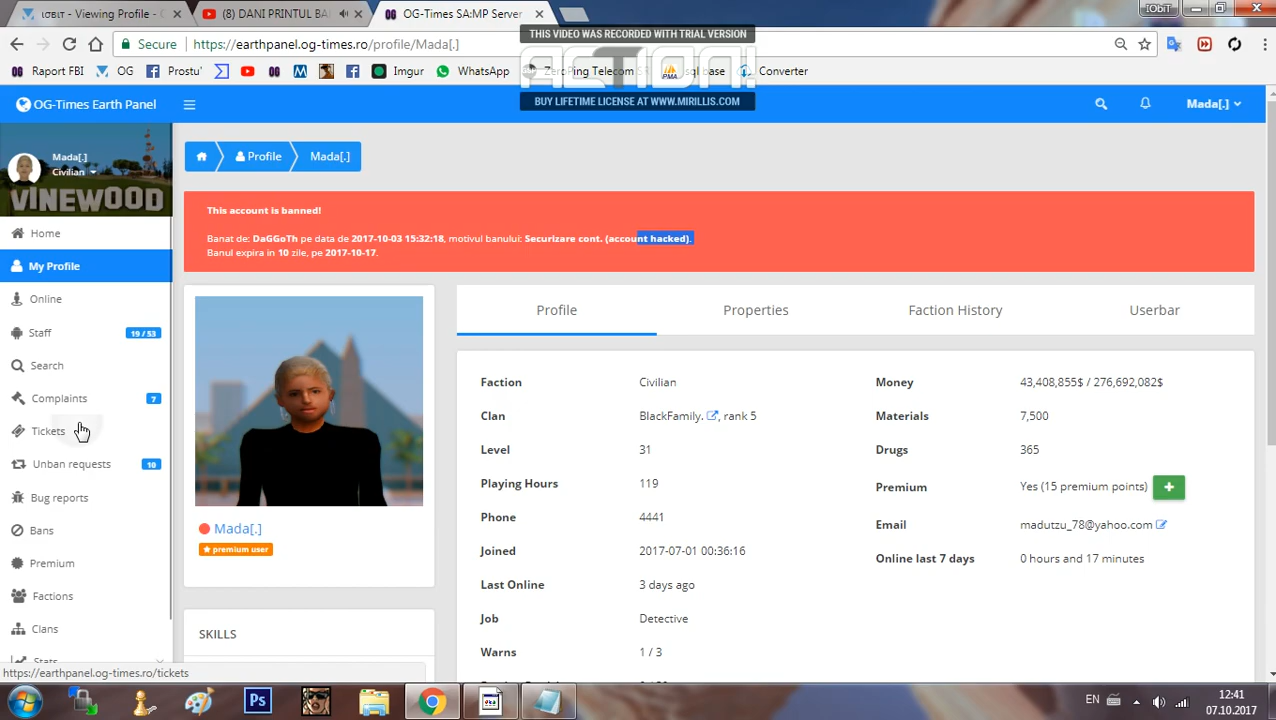 TU - Viewing Profile - G
(8) DANI PRINTUL BAN
OG-Times SA:MP Server
IObiT
THIS VIDEO WAS RECORDED WITH TRIAL VERSION
ACTION!
BUY LIFETIME LICENSE AT WWW.MIRILLIS.COM
Secure
https://earthpanel.og-times.ro/profile/Mada[.]
Raport FBI
OG
Prostu'
Imgur
WhatsApp
ZeroPing Telecom
base
Converter
OG-Times Earth Panel
Mada[.]
Mada[.]
Civilian
VINEWOOD
Profile
Mada[.]
This account is banned!
Banat de: DaGGoTh pe data de 2017-10-03 15:32:18, motivul banului: Securizare cont. (account hacked).
Banul expira in 10 zile, pe 2017-10-17.
Home
My Profile
Online
Staff 19 / 53
Search
Complaints 7
Tickets
Unban requests 10
Bug reports
Bans
Premium
Factions
Clans
Stats
https://earthpanel.og-times.ro/tickets
Mada[.]
premium user
SKILLS
Profile Properties Faction History Userbar
Faction Civilian
Clan BlackFamily. , rank 5
Level 31
Playing Hours 119
Phone 4441
Joined 2017-07-01 00:36:16
Last Online 3 days ago
Job Detective
Warns 1 / 3
Money 43,408,855$ / 276,692,082$
Materials 7,500
Drugs 365
Premium Yes (15 premium points)
Email madutzu_78@yahoo.com
Online last 7 days 0 hours and 17 minutes
Ps
EN
12:41
07.10.2017